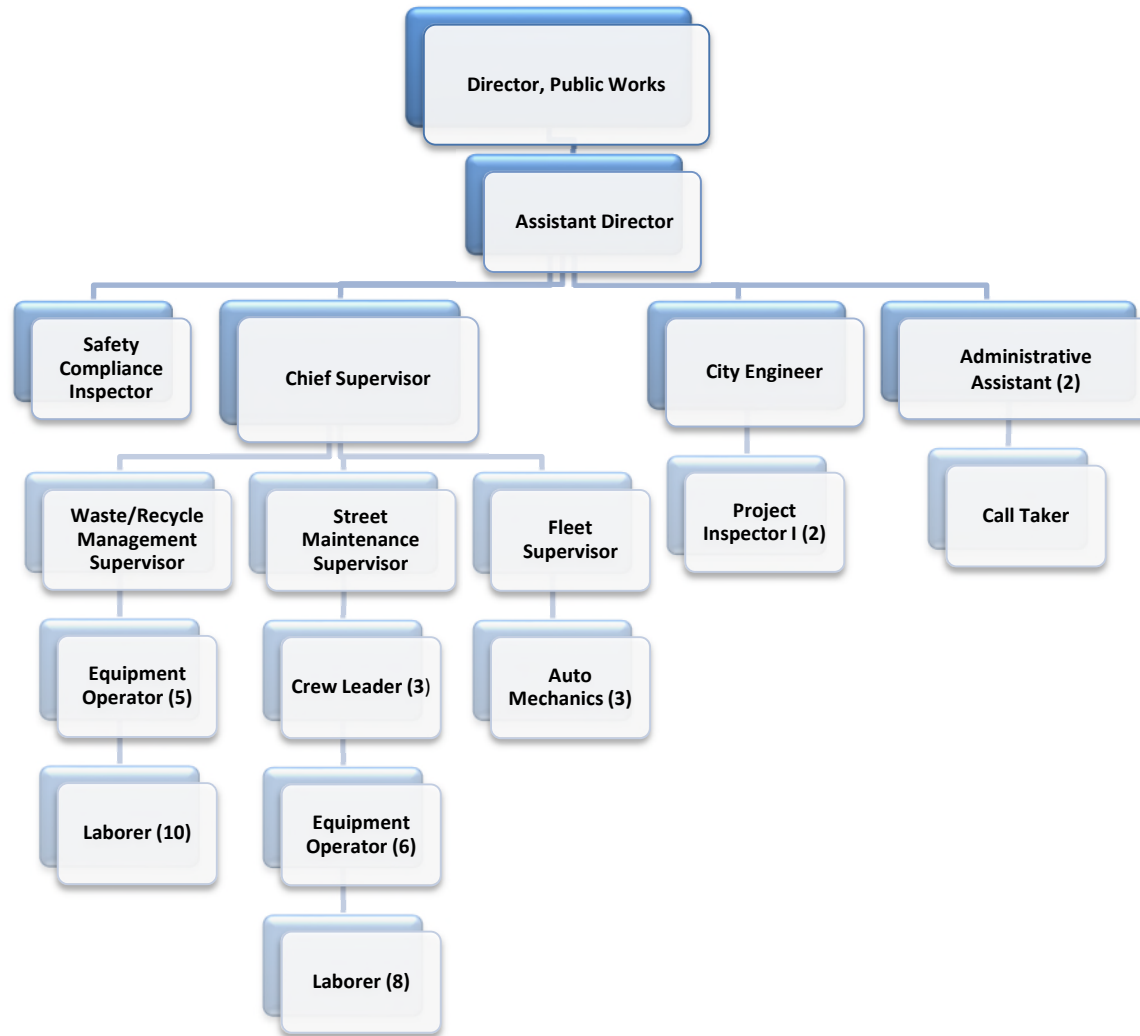 Director, Public Works
Assistant Director
Safety
Compliance
Inspector
Chief Supervisor
City Engineer
Administrative
Assistant (2)
Waste/Recycle
Management
Supervisor
Street
Maintenance
Supervisor
Fleet
Supervisor
Project
Inspector I (2)
Call Taker
Equipment
Operator (5)
Crew Leader (3)
Auto
Mechanics (3)
Laborer (10)
Equipment
Operator (6)
Laborer (8)